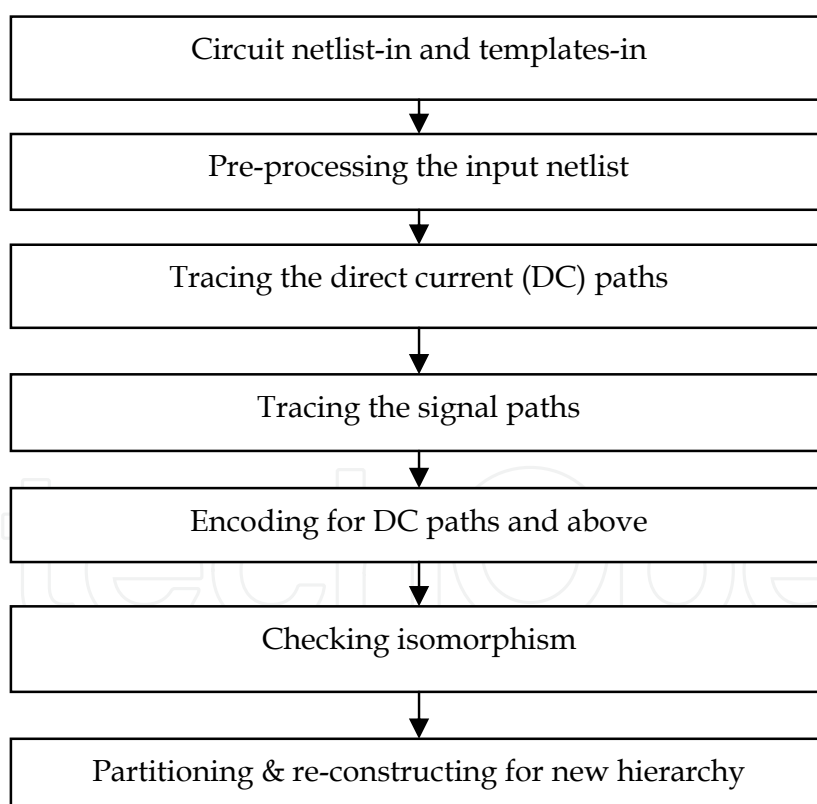 Circuit netlist-in and templates-in
Pre-processing the input netlist
Tracing the direct current (DC) paths
Tracing the signal paths
Encoding for DC paths and above
techOpe
Checking isomorphism
Partitioning & re-constructing for new hierarchy